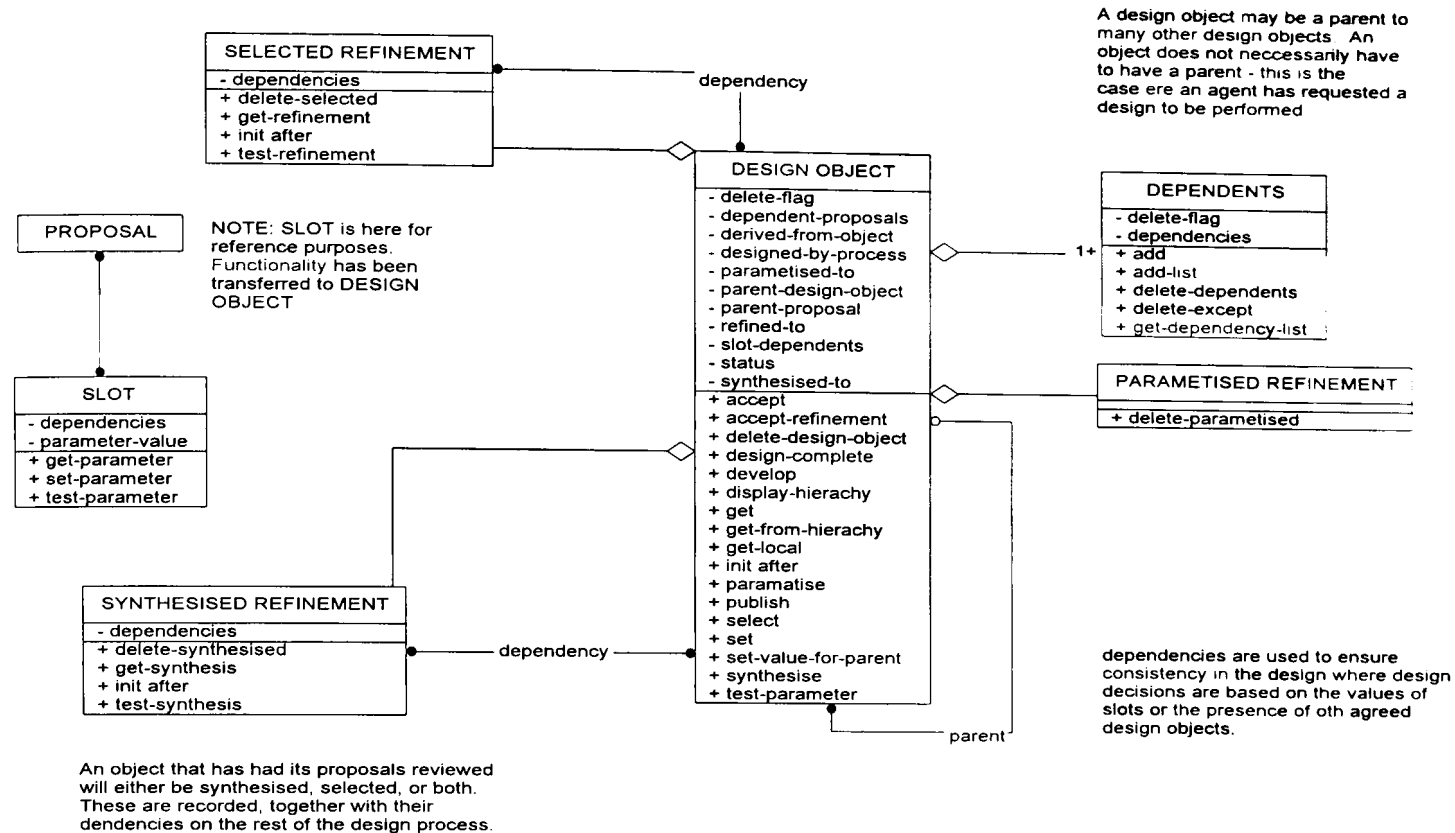 A design object may be a parent to
many other design objects. An
object does not neccessarily have
to have a parent - this is the
case ere an agent has requested a
design to be performed
SELECTED REFINEMENT
- dependencies
+ delete-selected
+ get-refinement
+ init after
+ test-refinement
dependency
PROPOSAL
NOTE: SLOT is here for
reference purposes.
Functionality has been
transferred to DESIGN
OBJECT
SLOT
- dependencies
- parameter-value
+ get-parameter
+ set-parameter
+ test-parameter
DESIGN OBJECT
- delete-flag
- dependent-proposals
- derived-from-object
- designed-by-process
- parametised-to
- parent-design-object
- parent-proposal
- refined-to
- slot-dependents
- status
- synthesised-to
+ accept
+ accept-refinement
+ delete-design-object
+ design-complete
+ develop
+ display-hierachy
+ get
+ get-from-hierachy
+ get-local
+ init after
+ paramatise
+ publish
+ select
+ set
+ set-value-for-parent
+ synthesise
+ test-parameter
1+
DEPENDENTS
- delete-flag
- dependencies
+ add
+ add-list
+ delete-dependents
+ delete-except
+ get-dependency-list
PARAMETISED REFINEMENT
+ delete-parametised
SYNTHESISED REFINEMENT
- dependencies
+ delete-synthesised
+ get-synthesis
+ init after
+ test-synthesis
dependency
parent
dependencies are used to ensure
consistency in the design where design
decisions are based on the values of
slots or the presence of oth agreed
design objects.
An object that has had its proposals reviewed
will either be synthesised, selected, or both.
These are recorded, together with their
dendencies on the rest of the design process.